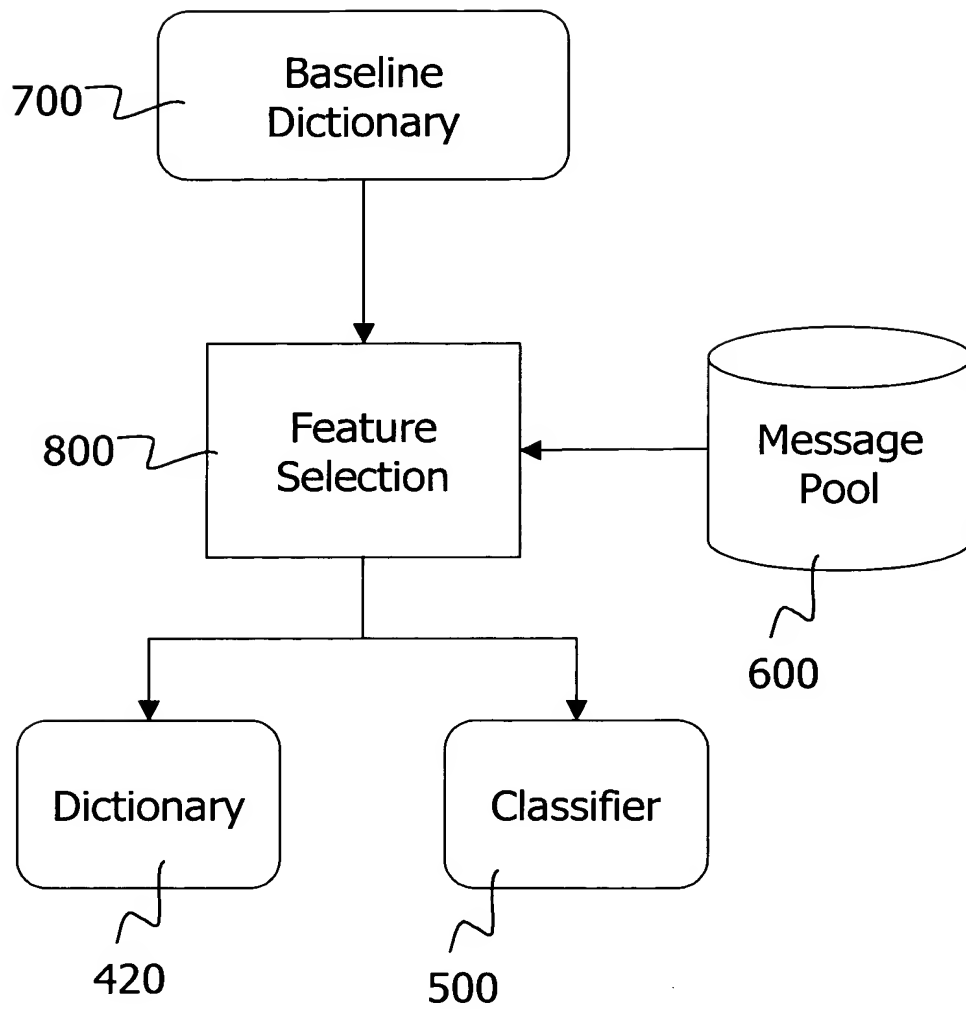 Baseline
Dictionary
700
Feature
Selection
800
Message
Pool
600
Dictionary
420
Classifier
500